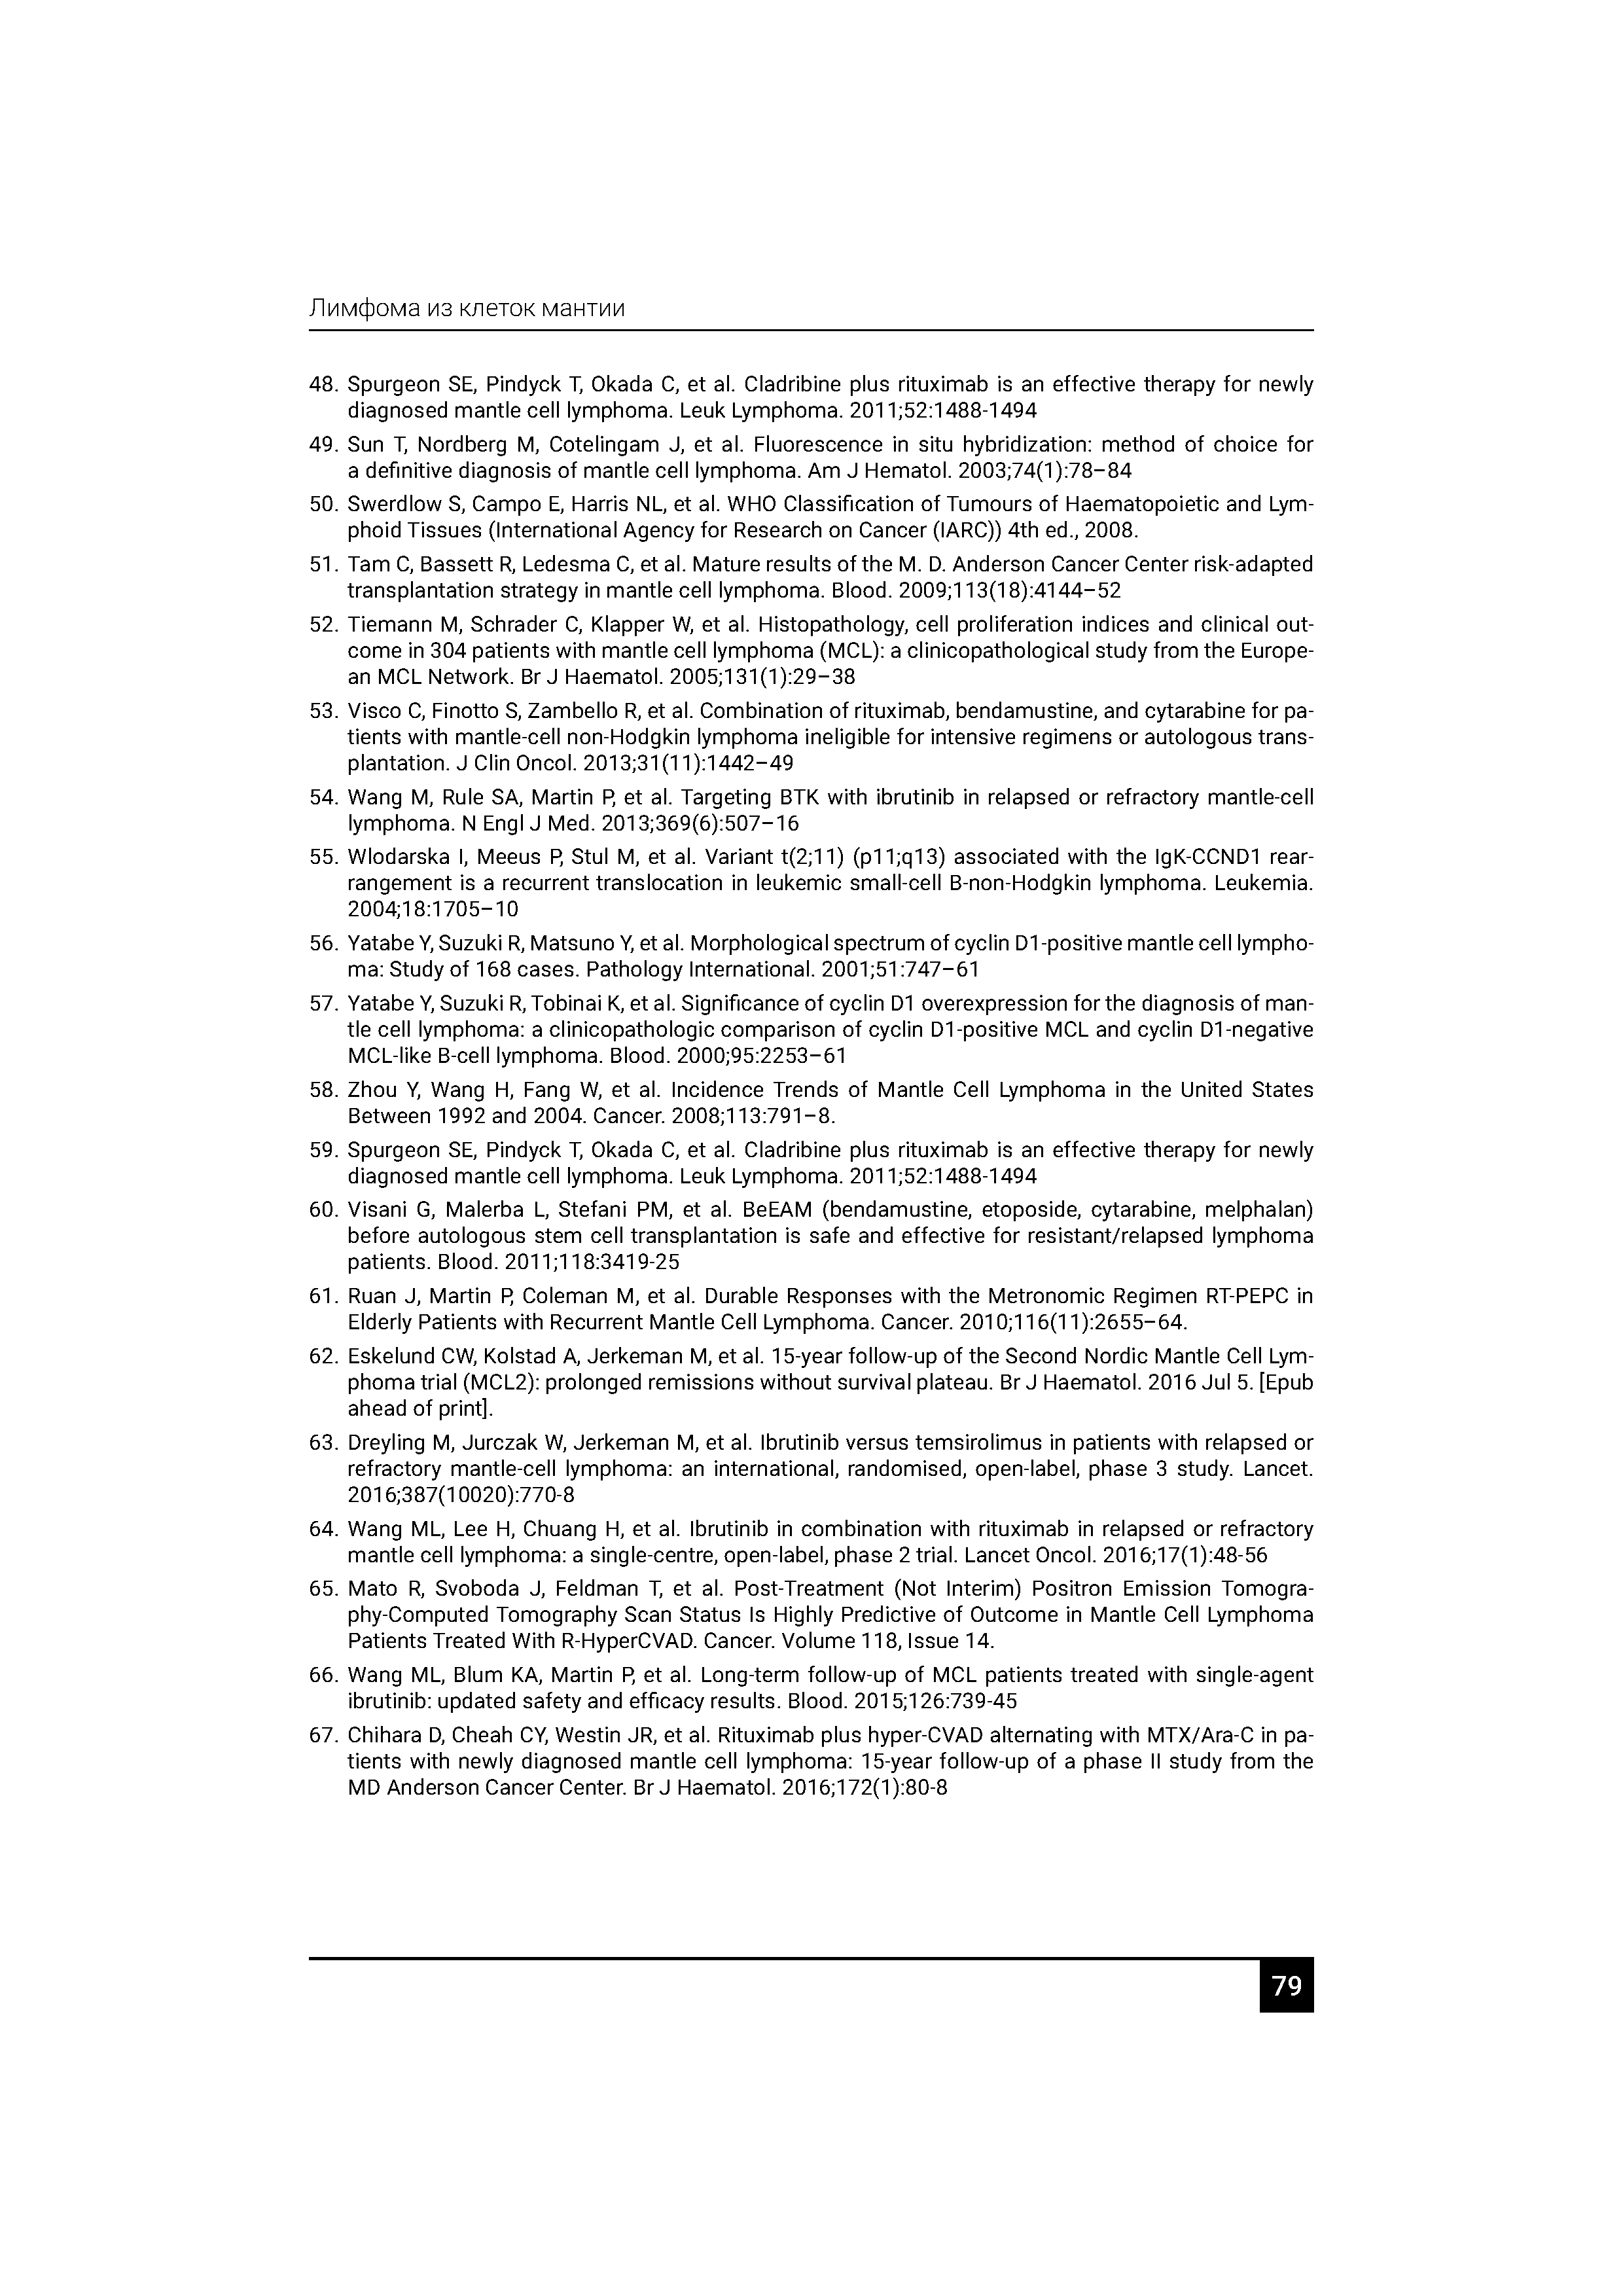 Лимфома из клеток мантии
48. Spurgeon SE, Pindyck T, Okada C, et al. Cladribine plus rituximab is an effective therapy for newly
diagnosed mantle cell lymphoma. Leuk Lymphoma. 2011;52:1488-1494
49. Sun T, Nordberg M, Cotelingam J, et al. Fluorescence in situ hybridization: method of choice for
a definitive diagnosis of mantle cell lymphoma. Am J Hematol. 2003;74(1):78–84
50. Swerdlow S, Campo E, Harris NL, et al. WHO Classification of Tumours of Haematopoietic and Lym-
phoid Tissues (International Agency for Research on Cancer (IARC)) 4th ed., 2008.
51. Tam C, Bassett R, Ledesma C, et al. Mature results of the M. D. Anderson Cancer Center risk-adapted
transplantation strategy in mantle cell lymphoma. Blood. 2009;113(18):4144–52
52. Tiemann M, Schrader C, Klapper W, et al. Histopathology, cell proliferation indices and clinical out-
come in 304 patients with mantle cell lymphoma (MCL): a clinicopathological study from the Europe-
an MCL Network. Br J Haematol. 2005;131(1):29–38
53. Visco C, Finotto S, Zambello R, et al. Combination of rituximab, bendamustine, and cytarabine for pa-
tients with mantle-cell non-Hodgkin lymphoma ineligible for intensive regimens or autologous trans-
plantation. J Clin Oncol. 2013;31(11):1442–49
54. Wang M, Rule SA, Martin P, et al. Targeting BTK with ibrutinib in relapsed or refractory mantle-cell
lymphoma. N Engl J Med. 2013;369(6):507–16
55. Wlodarska I, Meeus P, Stul M, et al. Variant t(2;11) (p11;q13) associated with the IgK-CCND1 rear-
rangement is a recurrent translocation in leukemic small-cell B-non-Hodgkin lymphoma. Leukemia.
2004;18:1705–10
56. Yatabe Y, Suzuki R, Matsuno Y, et al. Morphological spectrum of cyclin D1-positive mantle cell lympho-
ma: Study of 168 cases. Pathology International. 2001;51:747–61
57. Yatabe Y, Suzuki R, Tobinai K, et al. Significance of cyclin D1 overexpression for the diagnosis of man-
tle cell lymphoma: a clinicopathologic comparison of cyclin D1-positive MCL and cyclin D1-negative
MCL-like B-cell lymphoma. Blood. 2000;95:2253–61
58. Zhou Y, Wang H, Fang W, et al. Incidence Trends of Mantle Cell Lymphoma in the United States
Between 1992 and 2004. Cancer. 2008;113:791–8.
59. Spurgeon SE, Pindyck T, Okada C, et al. Cladribine plus rituximab is an effective therapy for newly
diagnosed mantle cell lymphoma. Leuk Lymphoma. 2011;52:1488-1494
60. Visani G, Malerba L, Stefani PM, et al. BeEAM (bendamustine, etoposide, cytarabine, melphalan)
before autologous stem cell transplantation is safe and effective for resistant/relapsed lymphoma
patients. Blood. 2011;118:3419-25
61. Ruan J, Martin P, Coleman M, et al. Durable Responses with the Metronomic Regimen RT-PEPC in
Elderly Patients with Recurrent Mantle Cell Lymphoma. Cancer. 2010;116(11):2655–64.
62. Eskelund CW, Kolstad A, Jerkeman M, et al. 15-year follow-up of the Second Nordic Mantle Cell Lym-
phoma trial (MCL2): prolonged remissions without survival plateau. Br J Haematol. 2016 Jul 5. [Epub
ahead of print].
63. Dreyling M, Jurczak W, Jerkeman M, et al. Ibrutinib versus temsirolimus in patients with relapsed or
refractory mantle-cell lymphoma: an international, randomised, open-label, phase 3 study. Lancet.
2016;387(10020):770-8
64. Wang ML, Lee H, Chuang H, et al. Ibrutinib in combination with rituximab in relapsed or refractory
mantle cell lymphoma: a single-centre, open-label, phase 2 trial. Lancet Oncol. 2016;17(1):48-56
65. Mato R, Svoboda J, Feldman T, et al. Post-Treatment (Not Interim) Positron Emission Tomogra-
phy-Computed Tomography Scan Status Is Highly Predictive of Outcome in Mantle Cell Lymphoma
Patients Treated With R-HyperCVAD. Cancer. Volume 118, Issue 14.
66. Wang ML, Blum KA, Martin P, et al. Long-term follow-up of MCL patients treated with single-agent
ibrutinib: updated safety and efficacy results. Blood. 2015;126:739-45
67. Chihara D, Cheah CY, Westin JR, et al. Rituximab plus hyper-CVAD alternating with MTX/Ara-C in pa-
tients with newly diagnosed mantle cell lymphoma: 15-year follow-up of a phase II study from the
MD Anderson Cancer Center. Br J Haematol. 2016;172(1):80-8
79